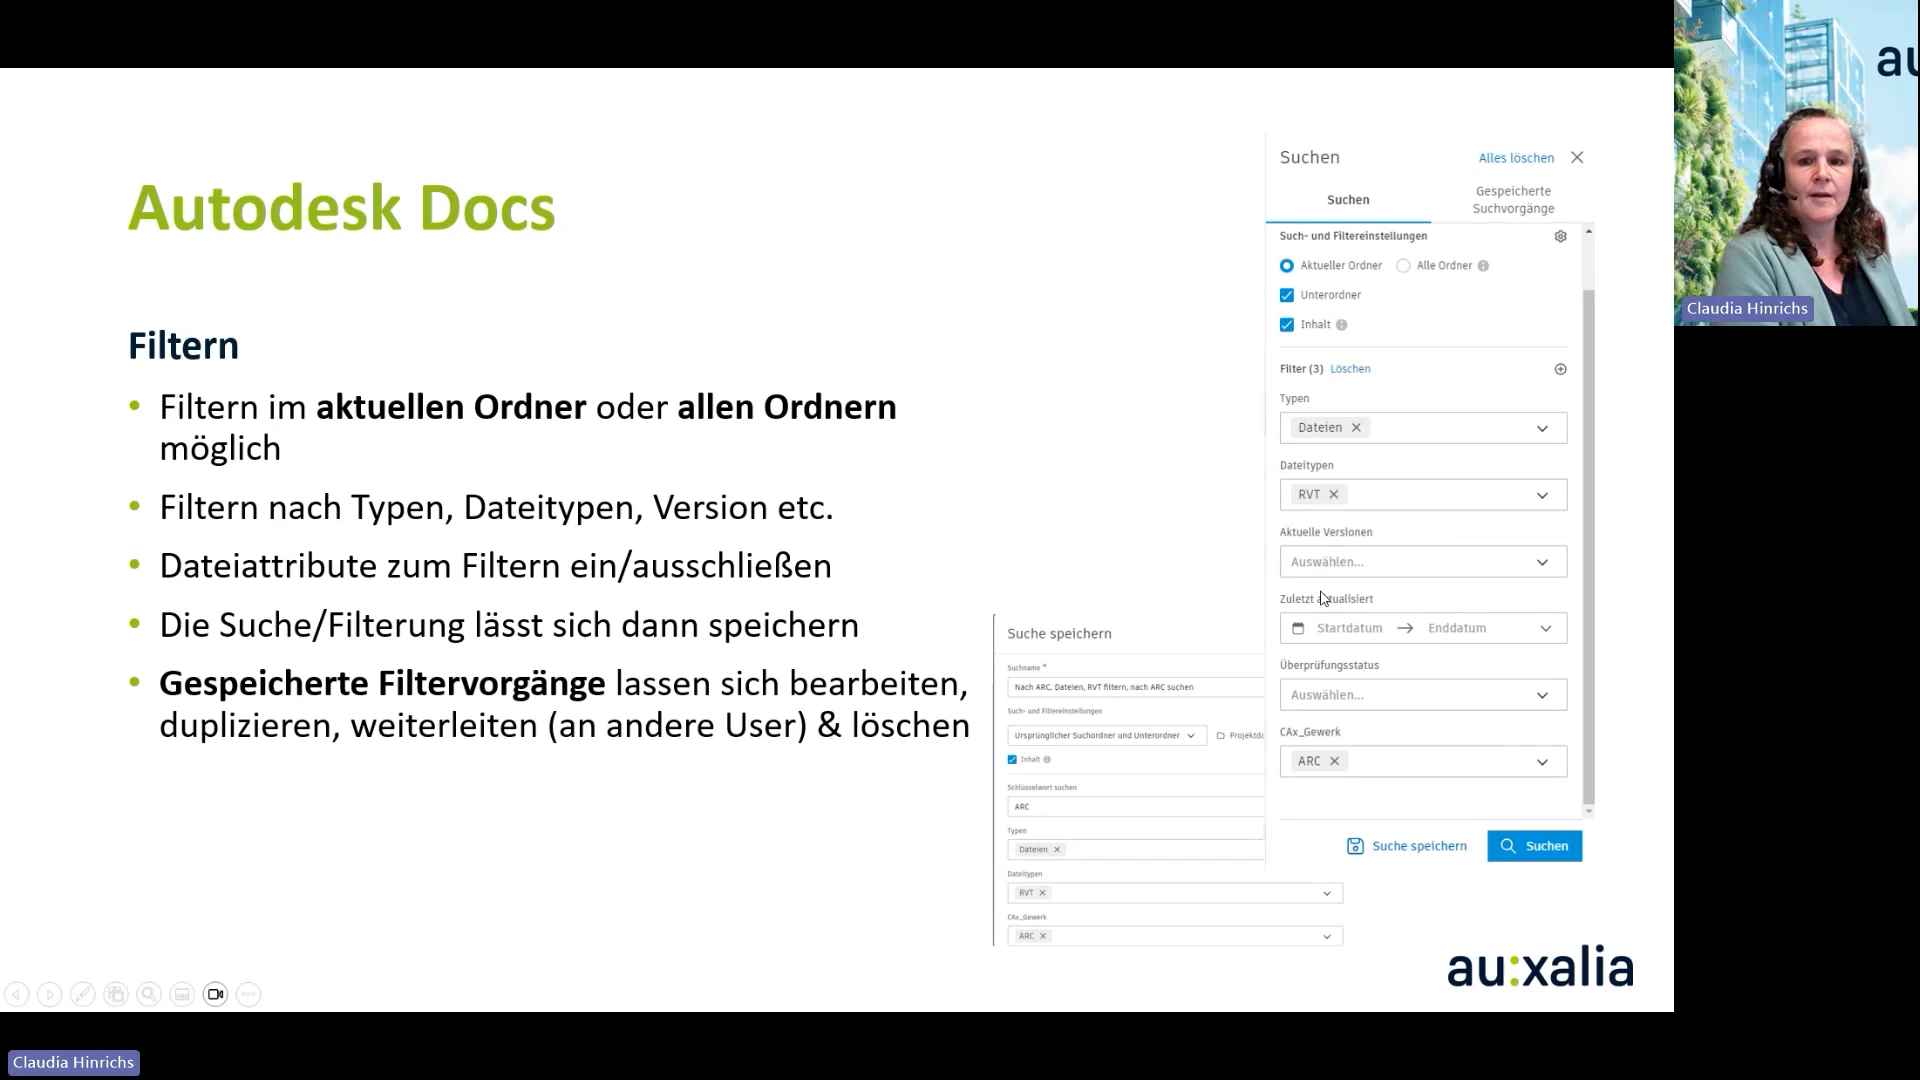 Autodesk Docs
Filtern
• Filtern im aktuellen Ordner oder allen Ordnern
möglich
• Filtern nach Typen, Dateitypen, Version etc.
• Dateiattribute zum Filtern ein/ausschließen
• Die Suche/Filterung lässt sich dann speichern
• Gespeicherte Filtervorgänge lassen sich bearbeiten,
duplizieren, weiterleiten (an andere User) & löschen
Suche speichern
Suchname *
Nach ARC, Dateien, RVT filtern, nach ARC suchen
Such- und Filtereinstellungen
Ursprünglicher Suchordner und Unterordner
Inhalt
Schlüsselwort suchen
ARC
Typen
Dateien
Dateitypen
RVT
CAx_Gewerk
ARC
Suchen Alles löschen
Suchen
Gespeicherte
Suchvorgänge
Such- und Filtereinstellungen
Aktueller Ordner Alle Ordner
Unterordner
Inhalt
Filter (3) Löschen
Typen
Dateien
Dateitypen
RVT
Aktuelle Versionen
Auswählen...
Zuletzt aktualisiert
Startdatum → Enddatum
Überprüfungsstatus
Auswählen...
CAx_Gewerk
ARC
Suche speichern Suchen
au:xalia
au
Claudia Hinrichs
Claudia Hinrichs